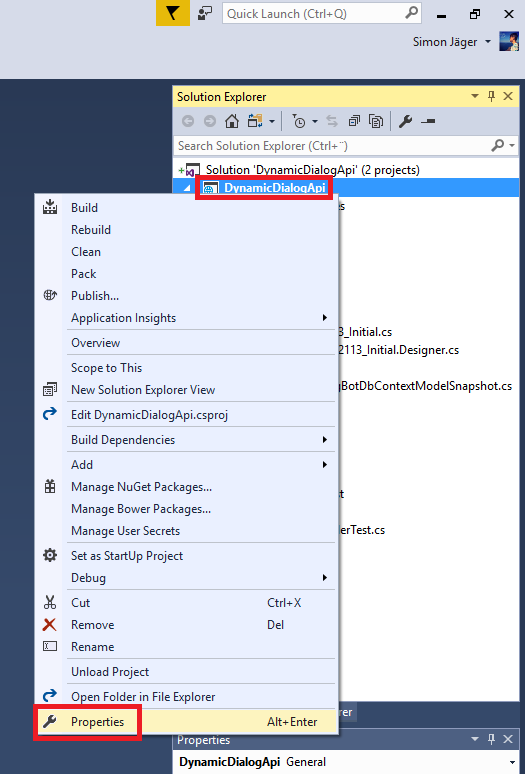 Quick Launch (Ctrl+Q)
Simon Jäger
Solution Explorer
Search Solution Explorer (Ctrl+¨)
Solution 'DynamicDialogApi' (2 projects)
DynamicDialogApi
Build
Rebuild
Clean
Pack
Publish...
Application Insights
3_Initial.cs
Overview
2113_Initial.Designer.cs
Scope to This
New Solution Explorer View
gBotDbContextModelSnapshot.cs
Edit DynamicDialogApi.csproj
Build Dependencies
Add
Manage NuGet Packages...
Manage Bower Packages...
Manage User Secrets
erTest.cs
Set as StartUp Project
Debug
Cut Ctrl+X
Remove Del
Rename
Unload Project
Open Folder in File Explorer
Properties Alt+Enter
rer
Properties
DynamicDialogApi General